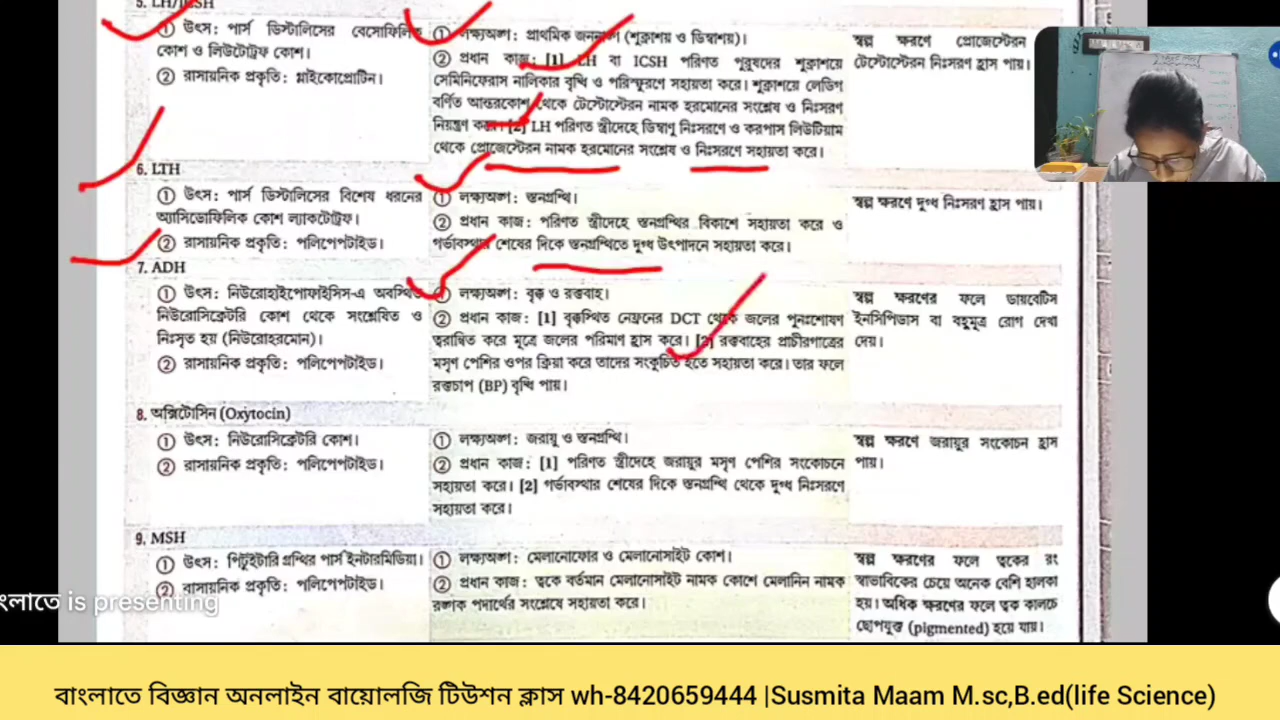 5. LH/ICSH
① উৎস: পার্স ডিস্টালিসের বেসোফিলিক
কোশ ও লিউটোট্রফ কোশ।
② রাসায়নিক প্রকৃতি: গ্লাইকোপ্রোটিন।
① লক্ষ্যঅঙ্গ: প্রাথমিক জননাঙ্গ (শুক্রাশয় ও ডিম্বাশয়)।
② প্রধান কাজ: [1] LH বা ICSH পরিণত পুরুষদের শুক্রাশয়ে
সেমিনিফেরাস নালিকার বৃদ্ধি ও পরিস্ফুরণে সহায়তা করে। শুক্রাশয়ে লেডিগ
বর্ণিত আন্তরকোশ থেকে টেস্টোস্টেরন নামক হরমোনের সংশ্লেষ ও নিঃসরণ
নিয়ন্ত্রণ করে। [2] LH পরিণত স্ত্রীদেহে ডিম্বাণু নিঃসরণে ও করপাস লিউটিয়াম
থেকে প্রোজেস্টেরন নামক হরমোনের সংশ্লেষ ও নিঃসরণে সহায়তা করে।
স্বল্প ক্ষরণে প্রোজেস্টেরন
টেস্টোস্টেরন নিঃসরণ হ্রাস পায়।
6. LTH
① উৎস: পার্স ডিস্টালিসের বিশেষ ধরনের
অ্যাসিডোফিলিক কোশ ল্যাকটোট্রফ।
② রাসায়নিক প্রকৃতি: পলিপেপটাইড।
① লক্ষ্যঅঙ্গ: স্তনগ্রন্থি।
② প্রধান কাজ: পরিণত স্ত্রীদেহে স্তনগ্রন্থির বিকাশে সহায়তা করে ও
গর্ভাবস্থার শেষের দিকে স্তনগ্রন্থিতে দুগ্ধ উৎপাদনে সহায়তা করে।
স্বল্প ক্ষরণে দুগ্ধ নিঃসরণ হ্রাস পায়।
7. ADH
① উৎস: নিউরোহাইপোফাইসিস-এ অবস্থিত
নিউরোসিক্রেটরি কোশ থেকে সংশ্লেষিত ও
নিঃসৃত হয় (নিউরোহরমোন)।
② রাসায়নিক প্রকৃতি: পলিপেপটাইড।
① লক্ষ্যঅঙ্গ: বৃক্ক ও রক্তবাহ।
② প্রধান কাজ: [1] বৃক্কস্থিত নেফ্রনের DCT থেকে জলের পুনঃশোষণ
ত্বরান্বিত করে মূত্রে জলের পরিমাণ হ্রাস করে। [2] রক্তবাহের প্রাচীরগাত্রের
মসৃণ পেশির ওপর ক্রিয়া করে তাদের সংকুচিত হতে সহায়তা করে। তার ফলে
রক্তচাপ (BP) বৃদ্ধি পায়।
স্বল্প ক্ষরণের ফলে ডায়বেটিস
ইনসিপিডাস বা বহুমূত্র রোগ দেখা
দেয়।
8. অক্সিটোসিন (Oxytocin)
① উৎস: নিউরোসিক্রেটরি কোশ।
② রাসায়নিক প্রকৃতি: পলিপেপটাইড।
① লক্ষ্যঅঙ্গ: জরায়ু ও স্তনগ্রন্থি।
② প্রধান কাজ: [1] পরিণত স্ত্রীদেহে জরায়ুর মসৃণ পেশির সংকোচনে
সহায়তা করে। [2] গর্ভাবস্থার শেষের দিকে স্তনগ্রন্থি থেকে দুগ্ধ নিঃসরণে
সহায়তা করে।
স্বল্প ক্ষরণে জরায়ুর সংকোচন হ্রাস
পায়।
9. MSH
① উৎস: পিটুইটারি গ্রন্থির পার্স ইনটারমিডিয়া।
② রাসায়নিক প্রকৃতি: পলিপেপটাইড।
① লক্ষ্যঅঙ্গ: মেলানোফোর ও মেলানোসাইট কোশ।
② প্রধান কাজ: ত্বকে বর্তমান মেলানোসাইট নামক কোশে মেলানিন নামক
রঞ্জক পদার্থের সংশ্লেষে সহায়তা করে।
স্বল্প ক্ষরণের ফলে ত্বকের রং
স্বাভাবিকের চেয়ে অনেক বেশি হালকা
হয়। অধিক ক্ষরণের ফলে ত্বক কালচে
ছোপযুক্ত (pigmented) হয়ে যায়।
ংলাতে is presenting
বাংলাতে বিজ্ঞান অনলাইন বায়োলজি টিউশন ক্লাস wh-8420659444 |Susmita Maam M.sc,B.ed(life Science)